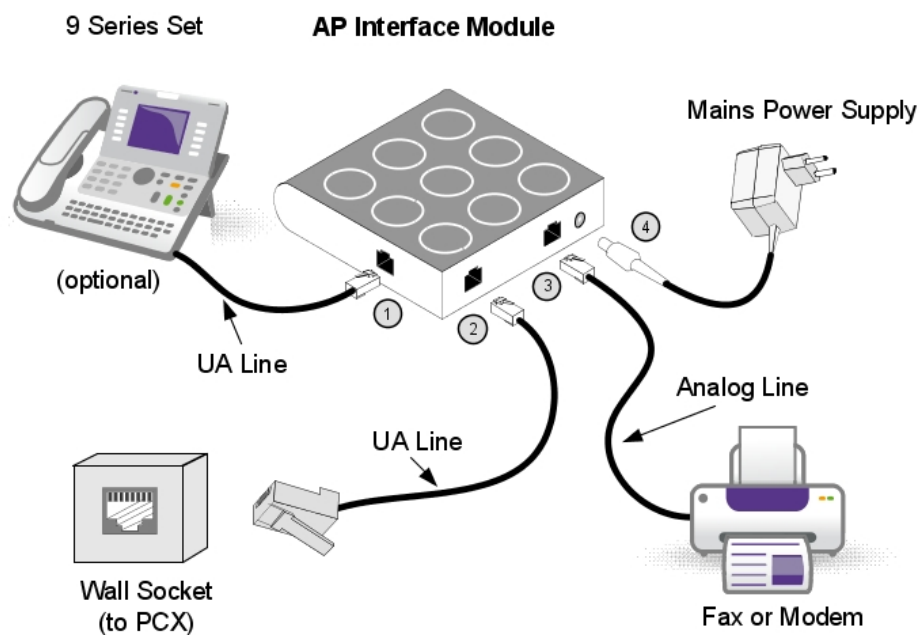 9 Series Set
AP Interface Module
Mains Power Supply
(optional)
1
2
3
4
UA Line
UA Line
Analog Line
Wall Socket
(to PCX)
Fax or Modem